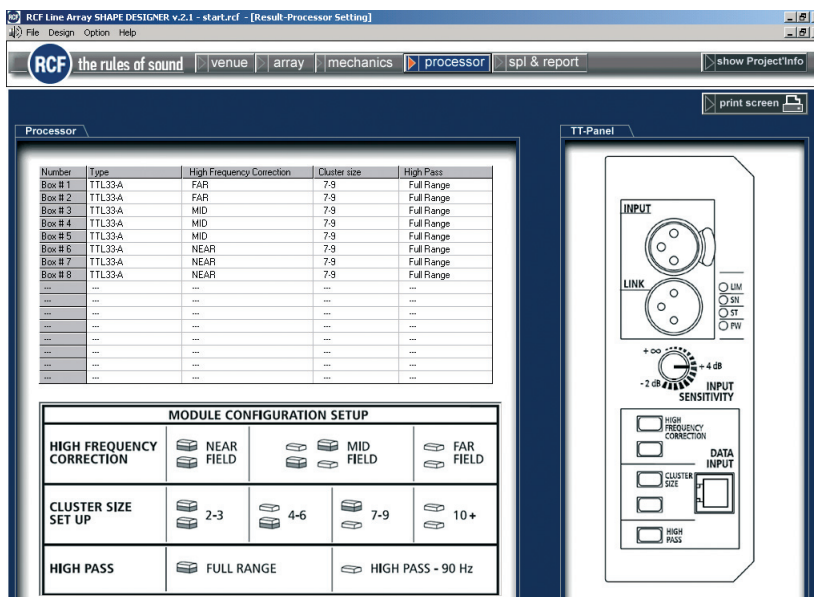 RCF Line Array SHAPE DESIGNER v.2.1 - start.rcf - [Result-Processor Setting]
File Design Option Help
RCF the rules of sound venue array mechanics processor spl & report show Project'Info
print screen
Processor
TT-Panel
Number Type High Frequency Correction Cluster size High Pass
Box # 1 TTL33-A FAR 7-9 Full Range
Box # 2 TTL33-A FAR 7-9 Full Range
Box # 3 TTL33-A MID 7-9 Full Range
Box # 4 TTL33-A MID 7-9 Full Range
Box # 5 TTL33-A MID 7-9 Full Range
Box # 6 TTL33-A NEAR 7-9 Full Range
Box # 7 TTL33-A NEAR 7-9 Full Range
Box # 8 TTL33-A NEAR 7-9 Full Range
... ... ... ... ...
... ... ... ... ...
... ... ... ... ...
... ... ... ... ...
... ... ... ... ...
... ... ... ... ...
... ... ... ... ...
... ... ... ... ...
MODULE CONFIGURATION SETUP
HIGH FREQUENCY
CORRECTION
NEAR
FIELD
MID
FIELD
FAR
FIELD
CLUSTER SIZE
SET UP
2-3
4-6
7-9
10+
HIGH PASS
FULL RANGE
HIGH PASS - 90 Hz
INPUT
LINK
LIM
SN
ST
PW
+ ∞
+ 4 dB
- 2 dB
INPUT
SENSITIVITY
HIGH
FREQUENCY
CORRECTION
DATA
INPUT
CLUSTER
SIZE
HIGH
PASS